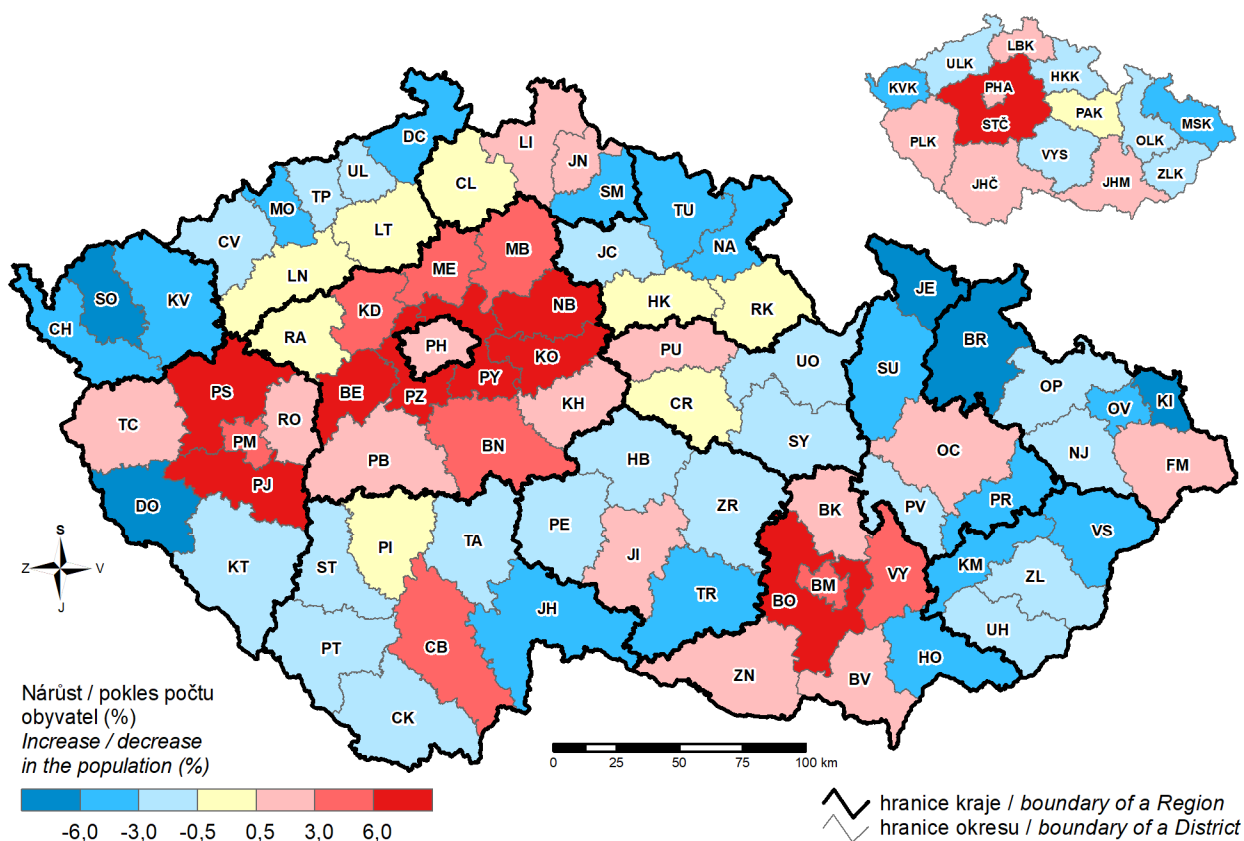 LBK
ULK
HKK
KVK
PHA
PAK
STČ
MSK
PLK
OLK
VYS
ZLK
JHČ
JHM
DC
LI
JN
UL
CL
TP
SM
MO
TU
LT
CV
MB
NA
JC
ME
LN
SO
KV
NB
HK
RK
JE
KD
CH
RA
PH
PU
KO
UO
BR
SU
OP
PS
BE
PZ
PY
KH
CR
OV
KI
TC
RO
PM
SY
BN
PB
HB
OC
NJ
FM
PJ
DO
ZR
PR
PV
BK
PE
VS
PI
TA
JI
KT
ST
KM
ZL
VY
BM
TR
BO
JH
UH
PT
CB
HO
ZN
BV
CK
S
Z V
J
Nárůst / pokles počtu
obyvatel (%)
Increase / decrease
in the population (%)
-6,0 -3,0 -0,5 0,5 3,0 6,0
0 25 50 75 100 km
hranice kraje / boundary of a Region
hranice okresu / boundary of a District